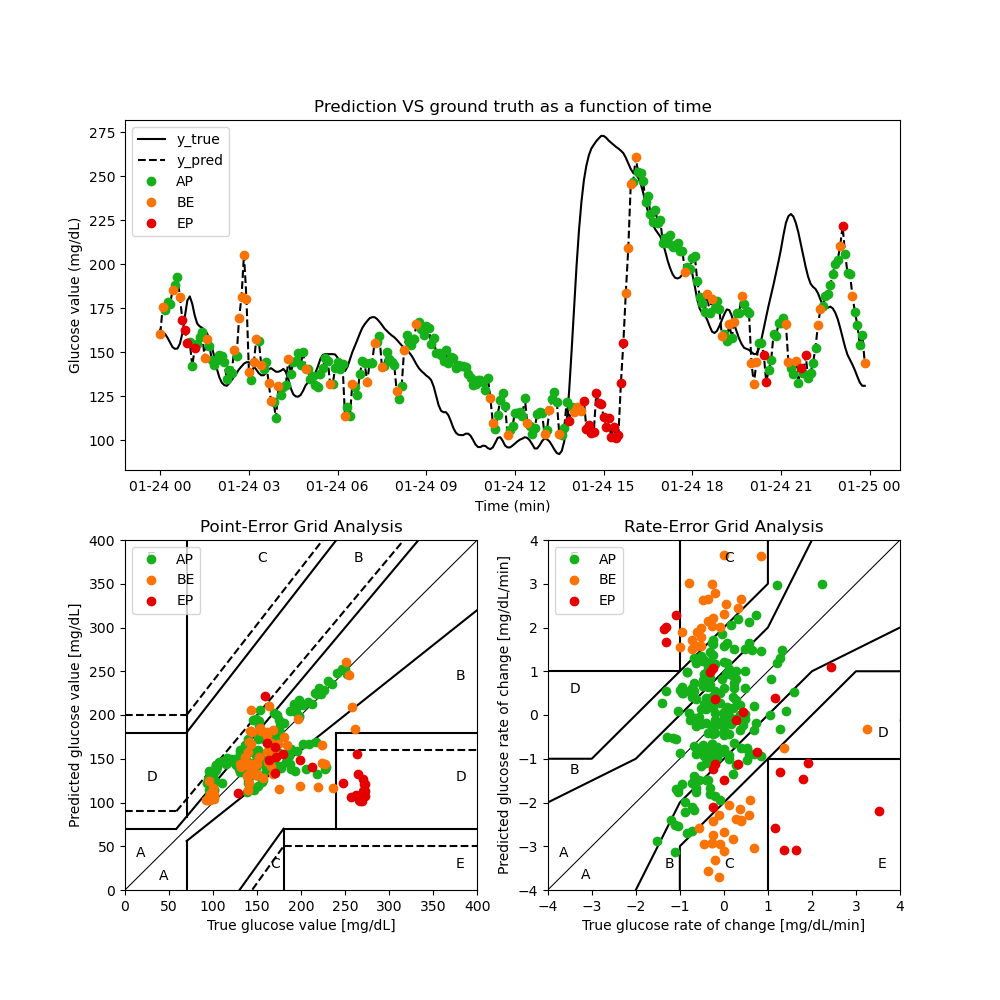 Prediction VS ground truth as a function of time
Glucose value (mg/dL)
275
250
225
200
175
150
125
100
y_true
y_pred
AP
BE
EP
01-24 00
01-24 03
01-24 06
01-24 09
01-24 12
01-24 15
01-24 18
01-24 21
01-25 00
Time (min)
Point-Error Grid Analysis
Predicted glucose value [mg/dL]
400
350
300
250
200
150
100
50
0
AP
BE
EP
C
B
B
D
D
A
A
C
E
0
50
100
150
200
250
300
350
400
True glucose value [mg/dL]
Rate-Error Grid Analysis
Predicted glucose rate of change [mg/dL/min]
4
3
2
1
0
−1
−2
−3
−4
AP
BE
EP
C
D
D
B
A
A
B
C
E
−4
−3
−2
−1
0
1
2
3
4
True glucose rate of change [mg/dL/min]